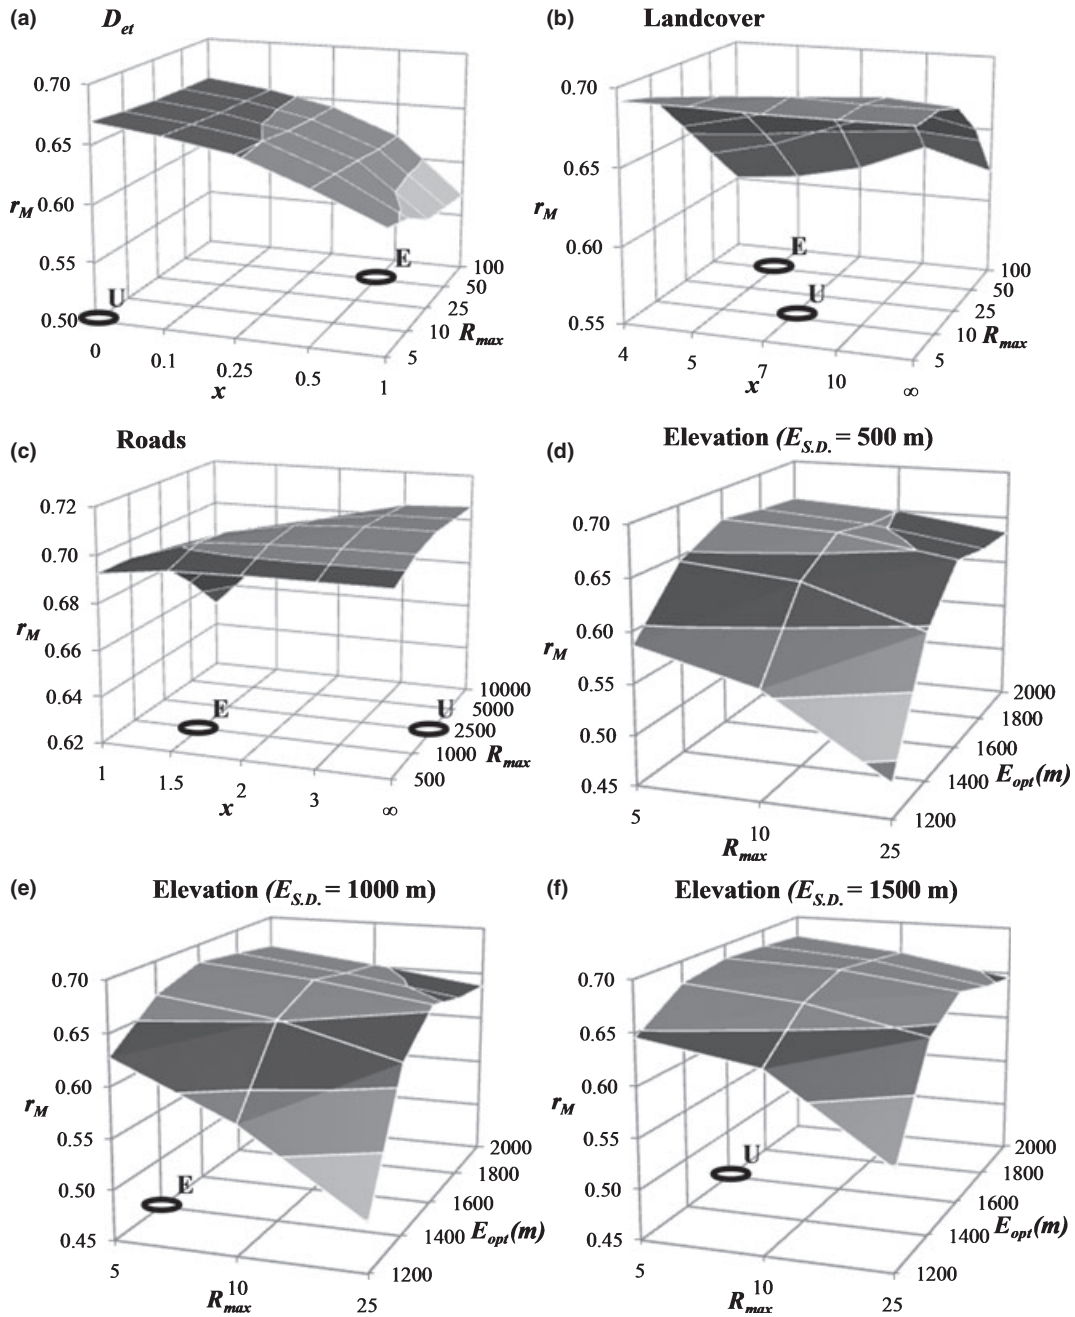 (a) D_et
0.70
0.65
r_M 0.60
0.55
0.50
U
E
0
0.1
0.25
0.5
1
x
5
10
25
50
100
R_max
(b) Landcover
0.70
0.65
r_M
0.60
0.55
E
U
4
5
7
10
∞
x
5
10
25
50
100
R_max
(c) Roads
0.72
0.70
0.68
r_M
0.66
0.64
0.62
E
U
1
1.5
2
3
∞
x
500
1000
2500
5000
10000
R_max
(d) Elevation (E_S.D. = 500 m)
0.70
0.65
0.60
r_M
0.55
0.50
0.45
5
10
25
R_max
1200
1400
1600
1800
2000
E_opt(m)
(e) Elevation (E_S.D. = 1000 m)
0.70
0.65
0.60
r_M
0.55
0.50
0.45
E
5
10
25
R_max
1200
1400
1600
1800
2000
E_opt(m)
(f) Elevation (E_S.D. = 1500 m)
0.70
0.65
0.60
r_M
0.55
0.50
0.45
U
5
10
25
R_max
1200
1400
1600
1800
2000
E_opt(m)